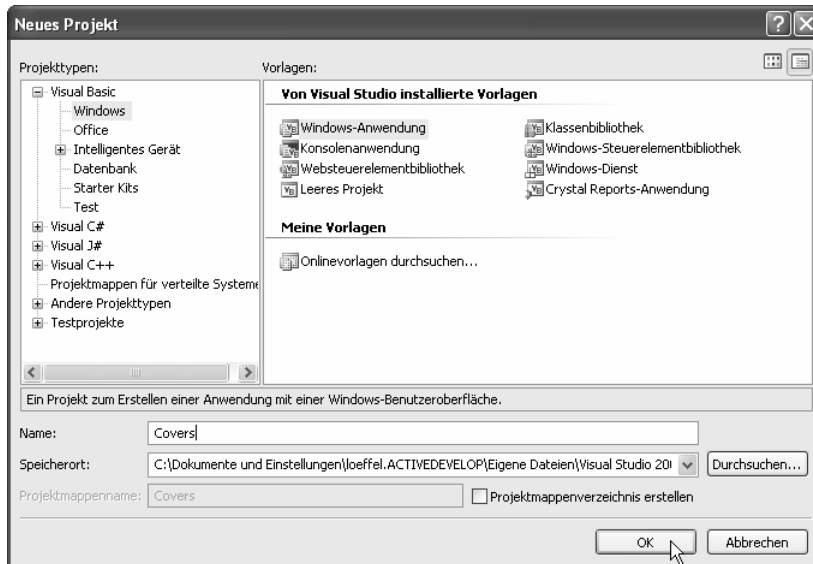 Neues Projekt
Projekttypen:
Vorlagen:
Visual Basic
Windows
Office
Intelligentes Gerät
Datenbank
Starter Kits
Test
Visual C#
Visual J#
Visual C++
Projektmappen für verteilte Systeme
Andere Projekttypen
Testprojekte
Von Visual Studio installierte Vorlagen
Windows-Anwendung
Klassenbibliothek
Konsolenanwendung
Windows-Steuerelementbibliothek
Websteuerelementbibliothek
Windows-Dienst
Leeres Projekt
Crystal Reports-Anwendung
Meine Vorlagen
Onlinevorlagen durchsuchen...
Ein Projekt zum Erstellen einer Anwendung mit einer Windows-Benutzeroberfläche.
Name:
Covers
Speicherort:
C:\Dokumente und Einstellungen\loeffel.ACTIVEDEVELOP\Eigene Dateien\Visual Studio 20
Durchsuchen...
Projektmappenname:
Covers
Projektmappenverzeichnis erstellen
OK
Abbrechen